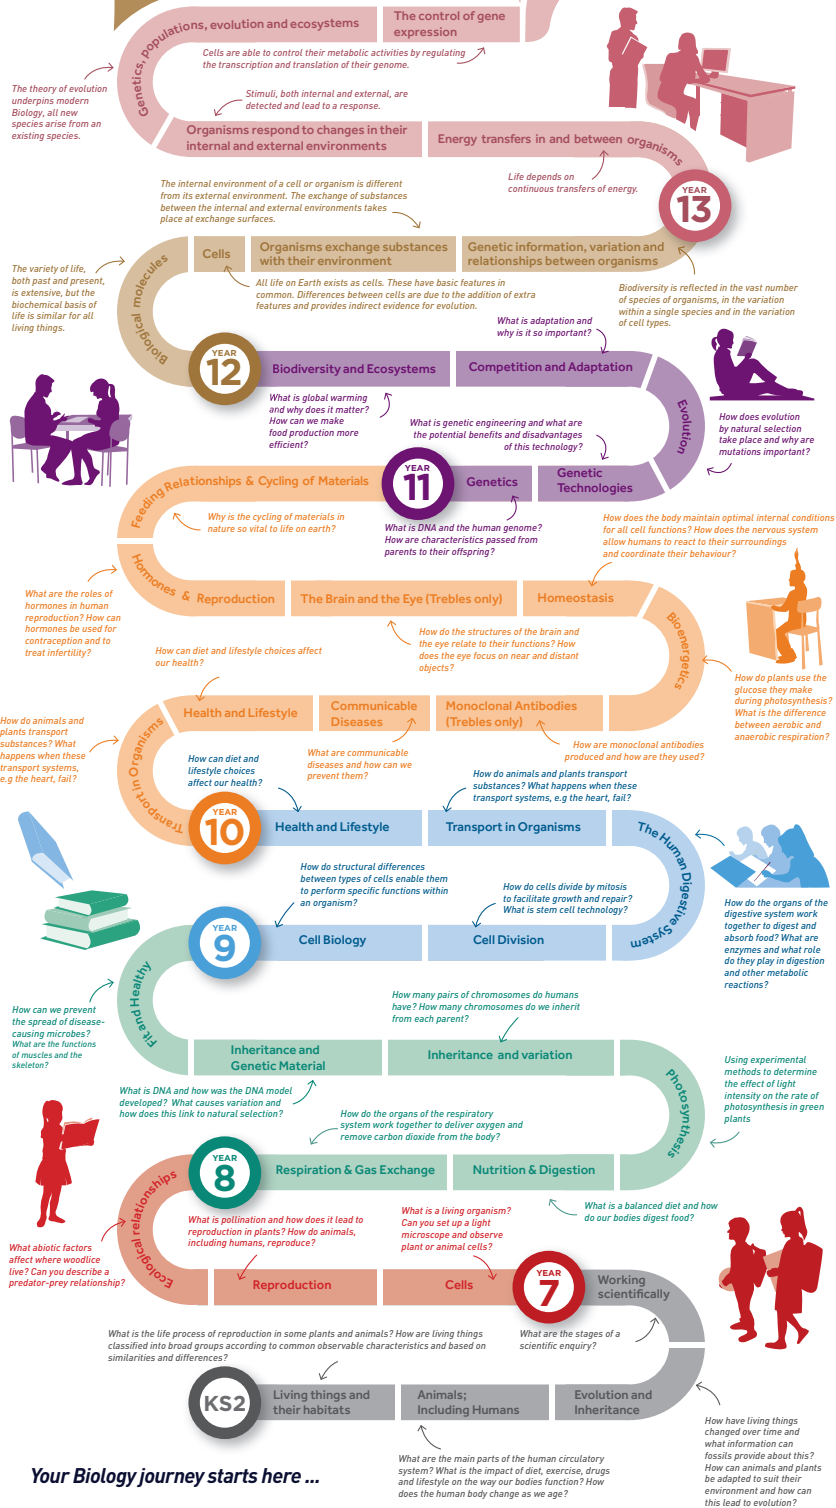 Genetics, populations, evolution and ecosystems
The control of gene
expression
Cells are able to control their metabolic activities by regulating
the transcription and translation of their genome.
The theory of evolution
underpins modern
Biology, all new
species arise from an
existing species.
Stimuli, both internal and external, are
detected and lead to a response.
Organisms respond to changes in their
internal and external environments
Energy transfers in and between organisms
Life depends on
continuous transfers of energy.
The internal environment of a cell or organism is different
from its external environment. The exchange of substances
between the internal and external environments takes
place at exchange surfaces.
YEAR
13
Cells
Organisms exchange substances
with their environment
Genetic information, variation and
relationships between organisms
Biological molecules
The variety of life,
both past and present,
is extensive, but the
biochemical basis of
life is similar for all
living things.
All life on Earth exists as cells. These have basic features in
common. Differences between cells are due to the addition of extra
features and provides indirect evidence for evolution.
Biodiversity is reflected in the vast number
of species of organisms, in the variation
within a single species and in the variation
of cell types.
What is adaptation and
why is it so important?
YEAR
12
Biodiversity and Ecosystems
Competition and Adaptation
Evolution
What is global warming
and why does it matter?
How can we make
food production more
efficient?
What is genetic engineering and what are
the potential benefits and disadvantages
of this technology?
How does evolution
by natural selection
take place and why are
mutations important?
Feeding Relationships & Cycling of Materials
YEAR
11
Genetics
Genetic
Technologies
Why is the cycling of materials in
nature so vital to life on earth?
What is DNA and the human genome?
How are characteristics passed from
parents to their offspring?
How does the body maintain optimal internal conditions
for all cell functions? How does the nervous system
allow humans to react to their surroundings
and coordinate their behaviour?
Hormones & Reproduction
The Brain and the Eye (Trebles only)
Homeostasis
Bioenergetics
What are the roles of
hormones in human
reproduction? How can
hormones be used for
contraception and to
treat infertility?
How can diet and lifestyle choices affect
our health?
How do the structures of the brain and
the eye relate to their functions? How
does the eye focus on near and distant
objects?
How do plants use the
glucose they make
during photosynthesis?
What is the difference
between aerobic and
anaerobic respiration?
Health and Lifestyle
Communicable
Diseases
Monoclonal Antibodies
(Trebles only)
Transport in Organisms
How do animals and
plants transport
substances? What
happens when these
transport systems,
e.g the heart, fail?
What are communicable
diseases and how can we
prevent them?
How are monoclonal antibodies
produced and how are they used?
How can diet and
lifestyle choices
affect our health?
How do animals and plants transport
substances? What happens when these
transport systems, e.g the heart, fail?
YEAR
10
Health and Lifestyle
Transport in Organisms
The Human Digestive System
How do structural differences
between types of cells enable them
to perform specific functions within
an organism?
How do cells divide by mitosis
to facilitate growth and repair?
What is stem cell technology?
How do the organs of the
digestive system work
together to digest and
absorb food? What are
enzymes and what role
do they play in digestion
and other metabolic
reactions?
YEAR
9
Cell Biology
Cell Division
Fit and Healthy
How can we prevent
the spread of disease-
causing microbes?
What are the functions
of muscles and the
skeleton?
How many pairs of chromosomes do humans
have? How many chromosomes do we inherit
from each parent?
Inheritance and
Genetic Material
Inheritance and variation
Photosynthesis
Using experimental
methods to determine
the effect of light
intensity on the rate of
photosynthesis in green
plants
What is DNA and how was the DNA model
developed? What causes variation and
how does this link to natural selection?
How do the organs of the respiratory
system work together to deliver oxygen and
remove carbon dioxide from the body?
YEAR
8
Respiration & Gas Exchange
Nutrition & Digestion
Ecological relationships
What is a balanced diet and how
do our bodies digest food?
What abiotic factors
affect where woodlice
live? Can you describe a
predator-prey relationship?
What is pollination and how does it lead to
reproduction in plants? How do animals,
including humans, reproduce?
What is a living organism?
Can you set up a light
microscope and observe
plant or animal cells?
Reproduction
Cells
YEAR
7
Working
scientifically
What is the life process of reproduction in some plants and animals? How are living things
classified into broad groups according to common observable characteristics and based on
similarities and differences?
What are the stages of a
scientific enquiry?
KS2
Living things and
their habitats
Animals;
Including Humans
Evolution and
Inheritance
How have living things
changed over time and
what information can
fossils provide about this?
How can animals and plants
be adapted to suit their
environment and how can
this lead to evolution?
What are the main parts of the human circulatory
system? What is the impact of diet, exercise, drugs
and lifestyle on the way our bodies function? How
does the human body change as we age?
Your Biology journey starts here ...